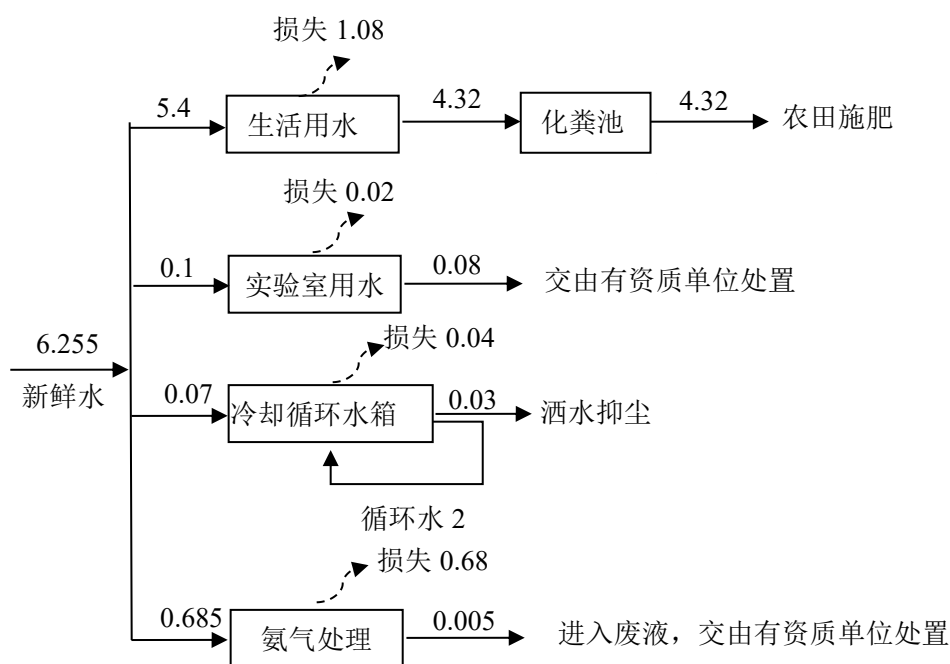 损失 1.08
5.4
生活用水
4.32
化粪池
4.32
农田施肥
损失 0.02
0.1
实验室用水
0.08
交由有资质单位处置
6.255
新鲜水
损失 0.04
0.07
冷却循环水箱
0.03
洒水抑尘
循环水 2
损失 0.68
0.685
氨气处理
0.005
进入废液，交由有资质单位处置